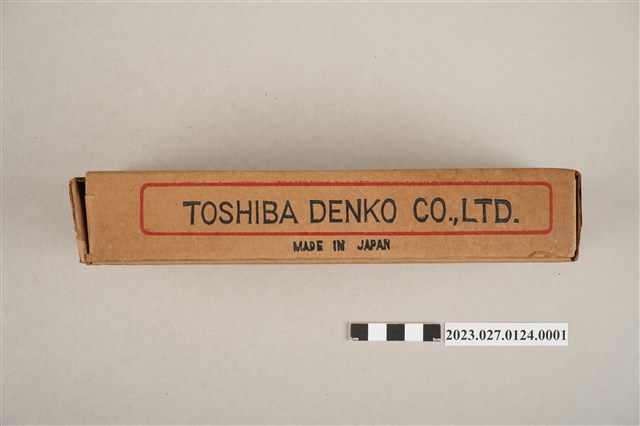 TOSHIBA DENKO CO.,LTD.
MADE IN JAPAN
2023.027.0124.0001